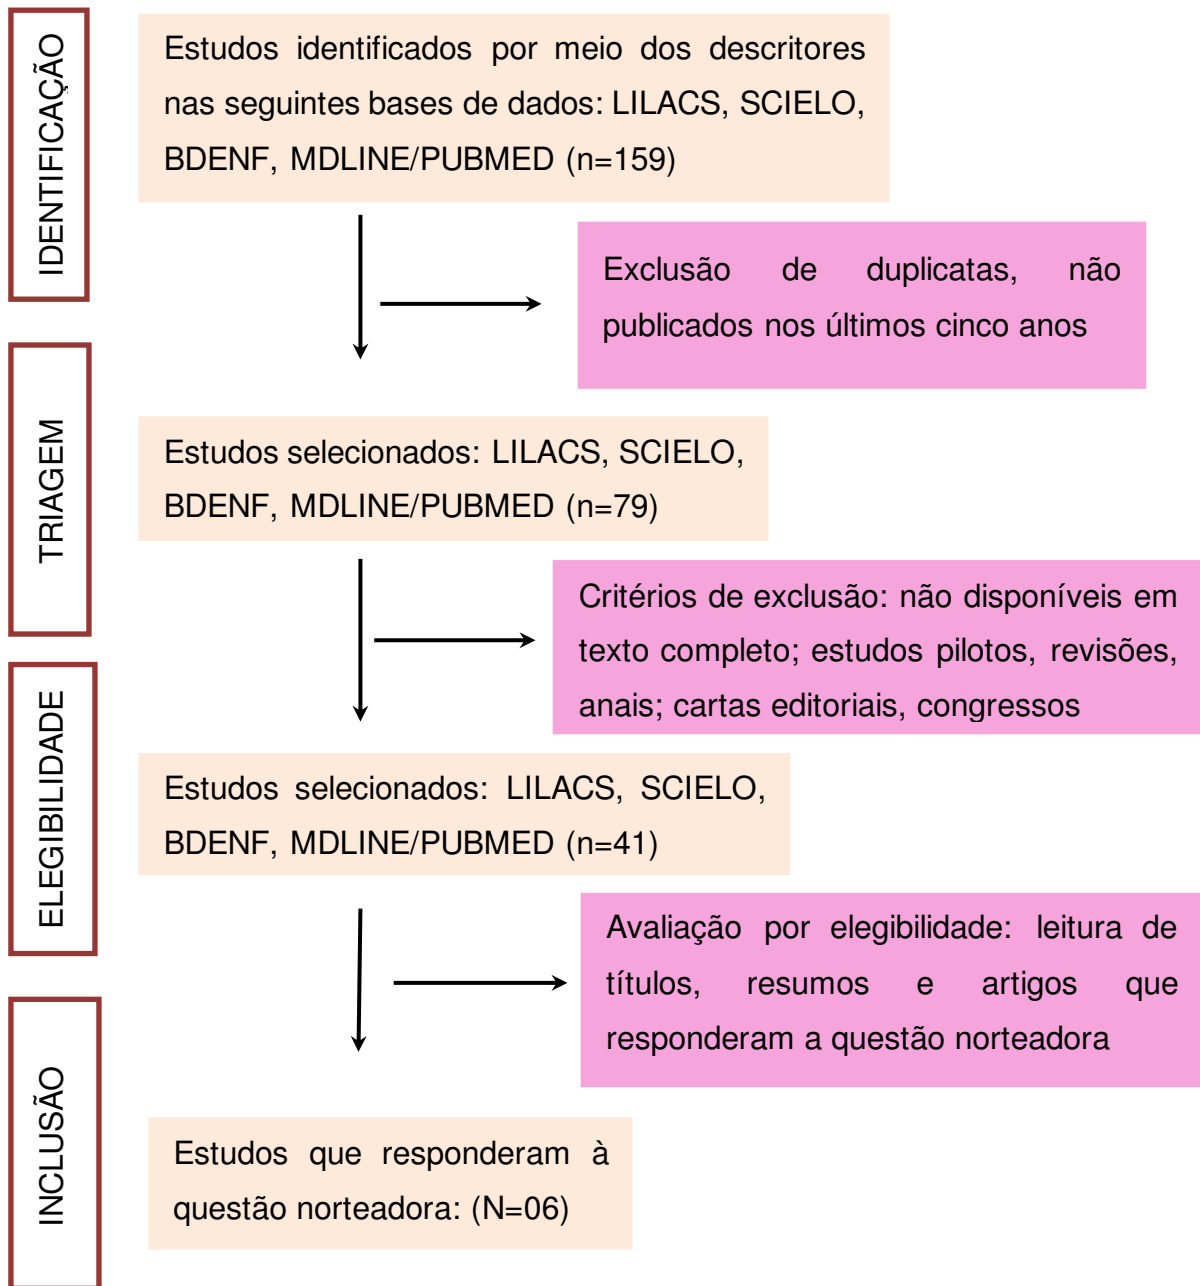 IDENTIFICAÇÃO
Estudos identificados por meio dos descritores
nas seguintes bases de dados: LILACS, SCIELO,
BDENF, MDLINE/PUBMED (n=159)
Exclusão de duplicatas, não
publicados nos últimos cinco anos
TRIAGEM
Estudos selecionados: LILACS, SCIELO,
BDENF, MDLINE/PUBMED (n=79)
Critérios de exclusão: não disponíveis em
texto completo; estudos pilotos, revisões,
anais; cartas editoriais, congressos
ELEGIBILIDADE
Estudos selecionados: LILACS, SCIELO,
BDENF, MDLINE/PUBMED (n=41)
Avaliação por elegibilidade: leitura de
títulos, resumos e artigos que
responderam a questão norteadora
INCLUSÃO
Estudos que responderam à
questão norteadora: (N=06)